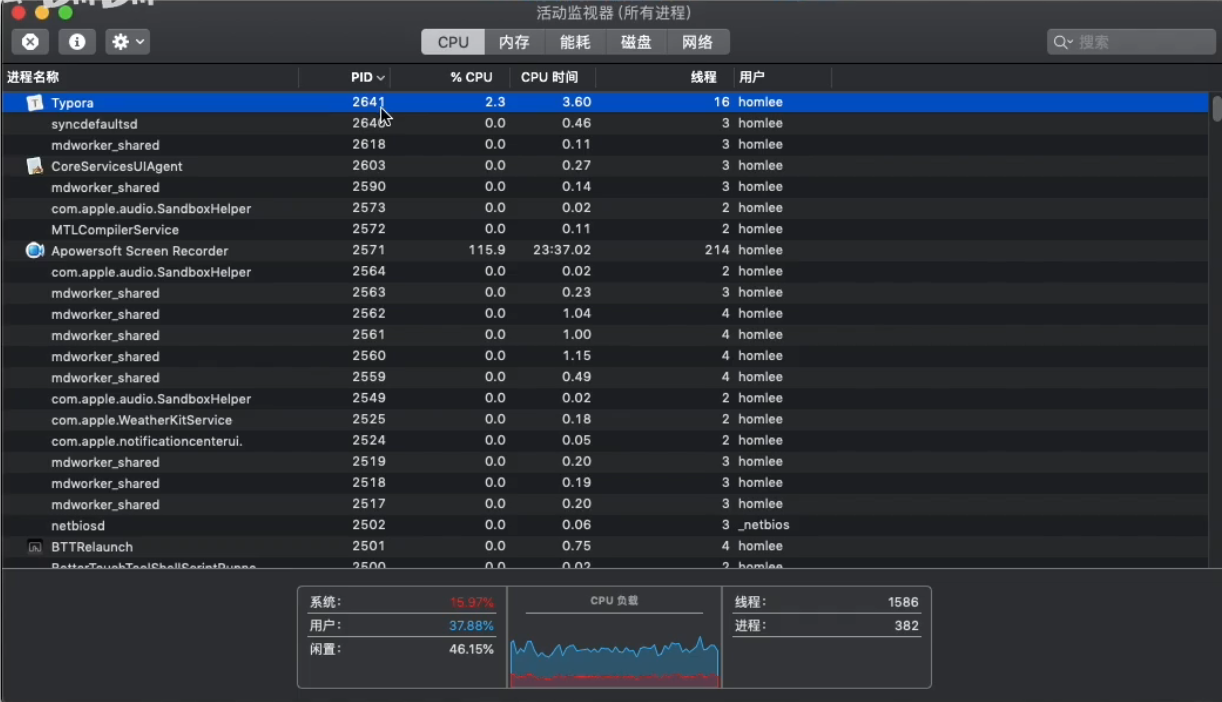 活动监视器 (所有进程)
CPU 内存 能耗 磁盘 网络 搜索
进程名称 PID % CPU CPU 时间 线程 用户
Typora 2641 2.3 3.60 16 homlee
syncdefaultsd 2640 0.0 0.46 3 homlee
mdworker_shared 2618 0.0 0.11 3 homlee
CoreServicesUIAgent 2603 0.0 0.27 3 homlee
mdworker_shared 2590 0.0 0.14 3 homlee
com.apple.audio.SandboxHelper 2573 0.0 0.02 2 homlee
MTLCompilerService 2572 0.0 0.11 2 homlee
Apowersoft Screen Recorder 2571 115.9 23:37.02 214 homlee
com.apple.audio.SandboxHelper 2564 0.0 0.02 2 homlee
mdworker_shared 2563 0.0 0.23 3 homlee
mdworker_shared 2562 0.0 1.04 4 homlee
mdworker_shared 2561 0.0 1.00 4 homlee
mdworker_shared 2560 0.0 1.15 4 homlee
mdworker_shared 2559 0.0 0.49 4 homlee
com.apple.audio.SandboxHelper 2549 0.0 0.02 2 homlee
com.apple.WeatherKitService 2525 0.0 0.18 2 homlee
com.apple.notificationcenterui. 2524 0.0 0.05 2 homlee
mdworker_shared 2519 0.0 0.20 3 homlee
mdworker_shared 2518 0.0 0.19 3 homlee
mdworker_shared 2517 0.0 0.20 3 homlee
netbiosd 2502 0.0 0.06 3 _netbios
BTTRelaunch 2501 0.0 0.75 4 homlee
BetterTouchToolShellScriptRunne 2500 0.0 0.02 2 homlee
系统: 15.97% CPU 负载 线程: 1586
用户: 37.88% 进程: 382
闲置: 46.15%